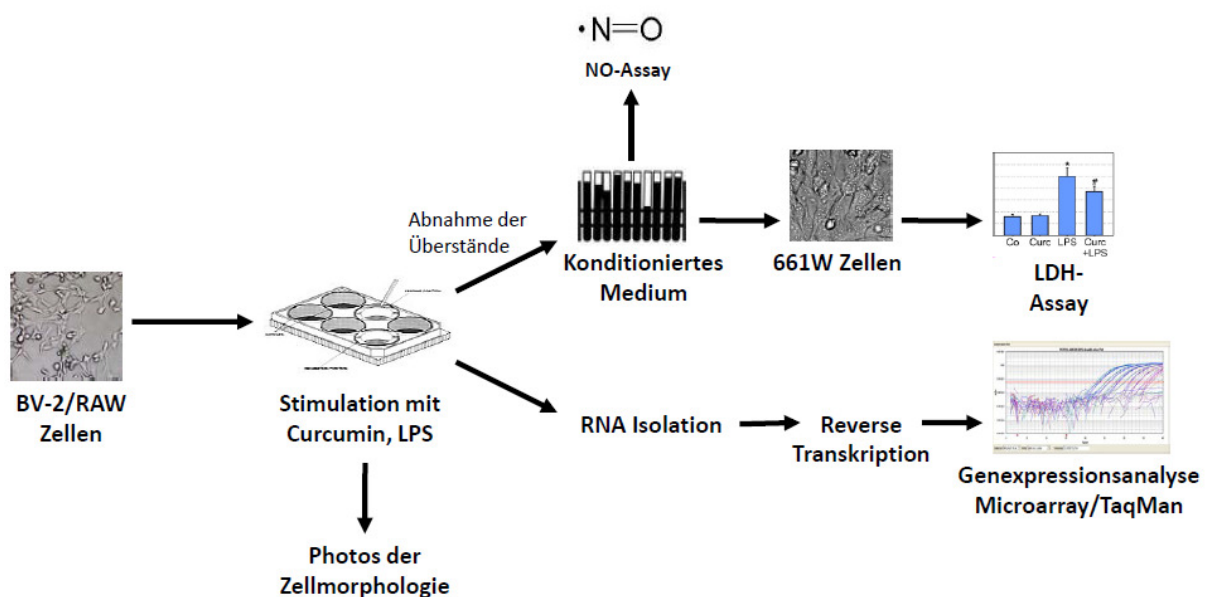 ·N=O
NO-Assay
Abnahme der
Überstände
Konditioniertes
Medium
661W Zellen
*
#
Co Curc LPS Curc
+LPS
LDH-
Assay
BV-2/RAW
Zellen
Stimulation mit
Curcumin, LPS
RNA Isolation
Reverse
Transkription
Genexpressionsanalyse
Microarray/TaqMan
Photos der
Zellmorphologie